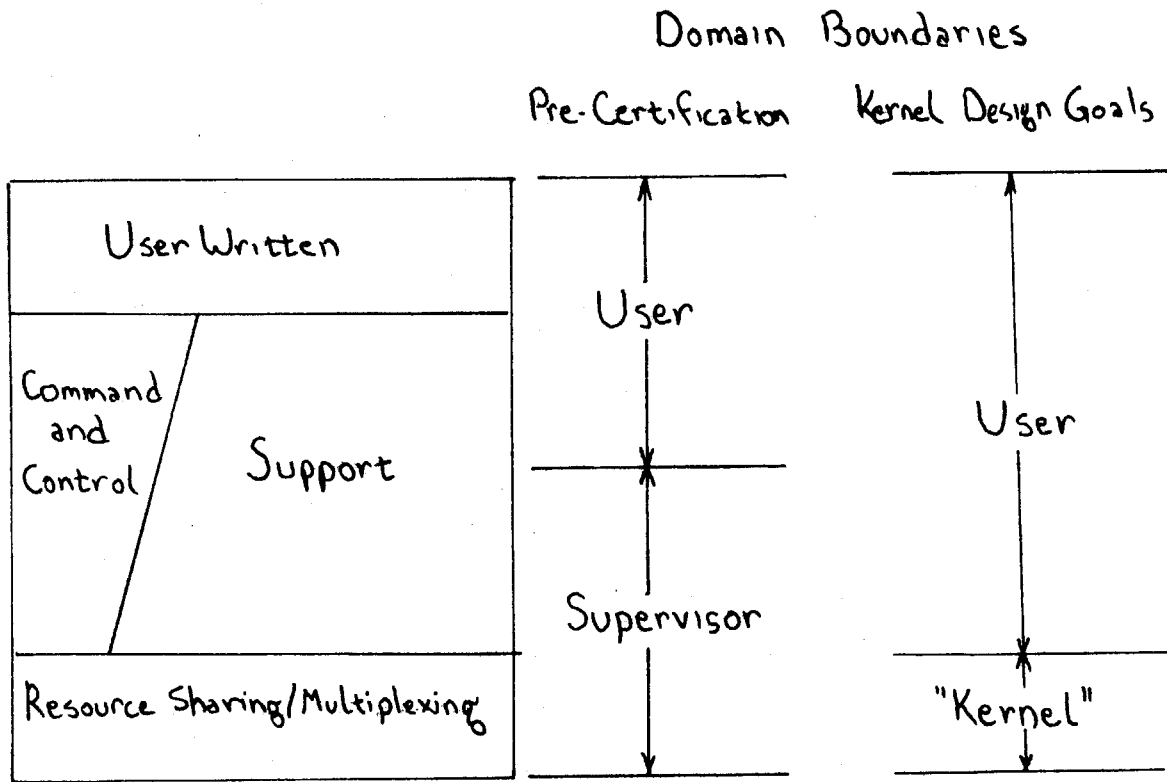 Domain Boundaries
Pre-Certification
Kernel Design Goals
User Written
Command
and
Control
Support
Resource Sharing/Multiplexing
User
Supervisor
User
"Kernel"